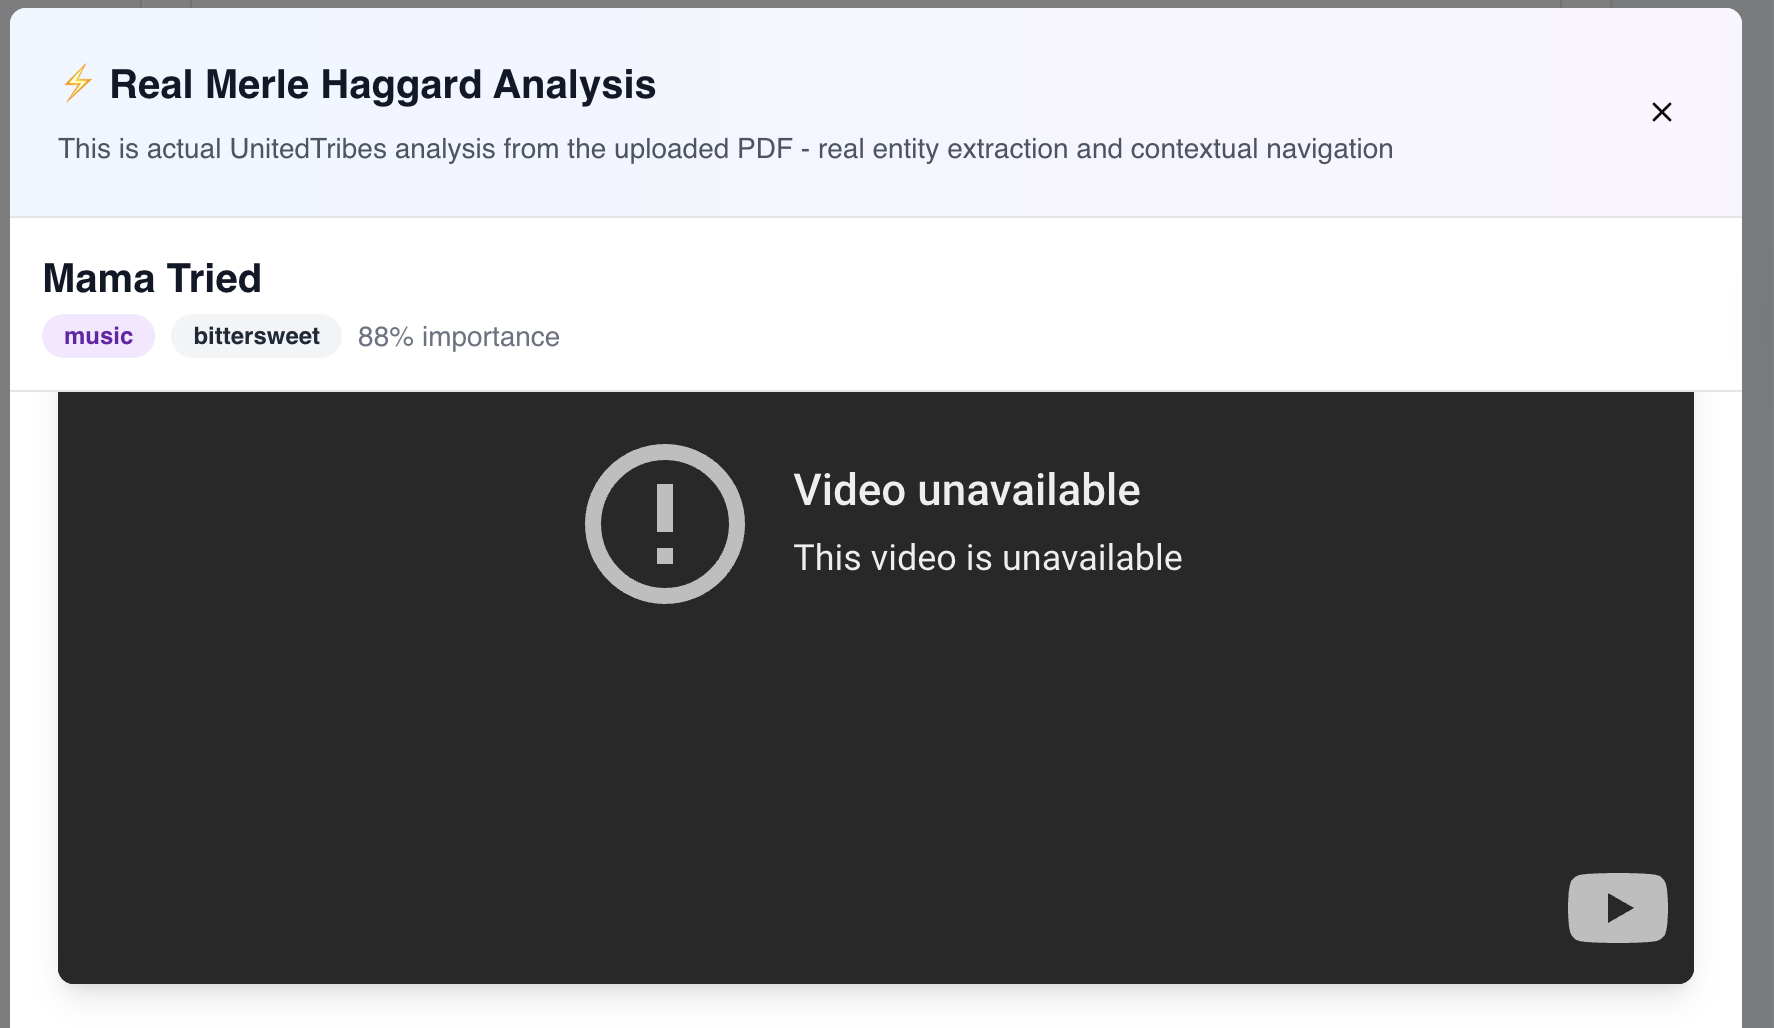 ⚡ Real Merle Haggard Analysis
This is actual UnitedTribes analysis from the uploaded PDF - real entity extraction and contextual navigation
Mama Tried
music bittersweet 88% importance
Video unavailable
This video is unavailable